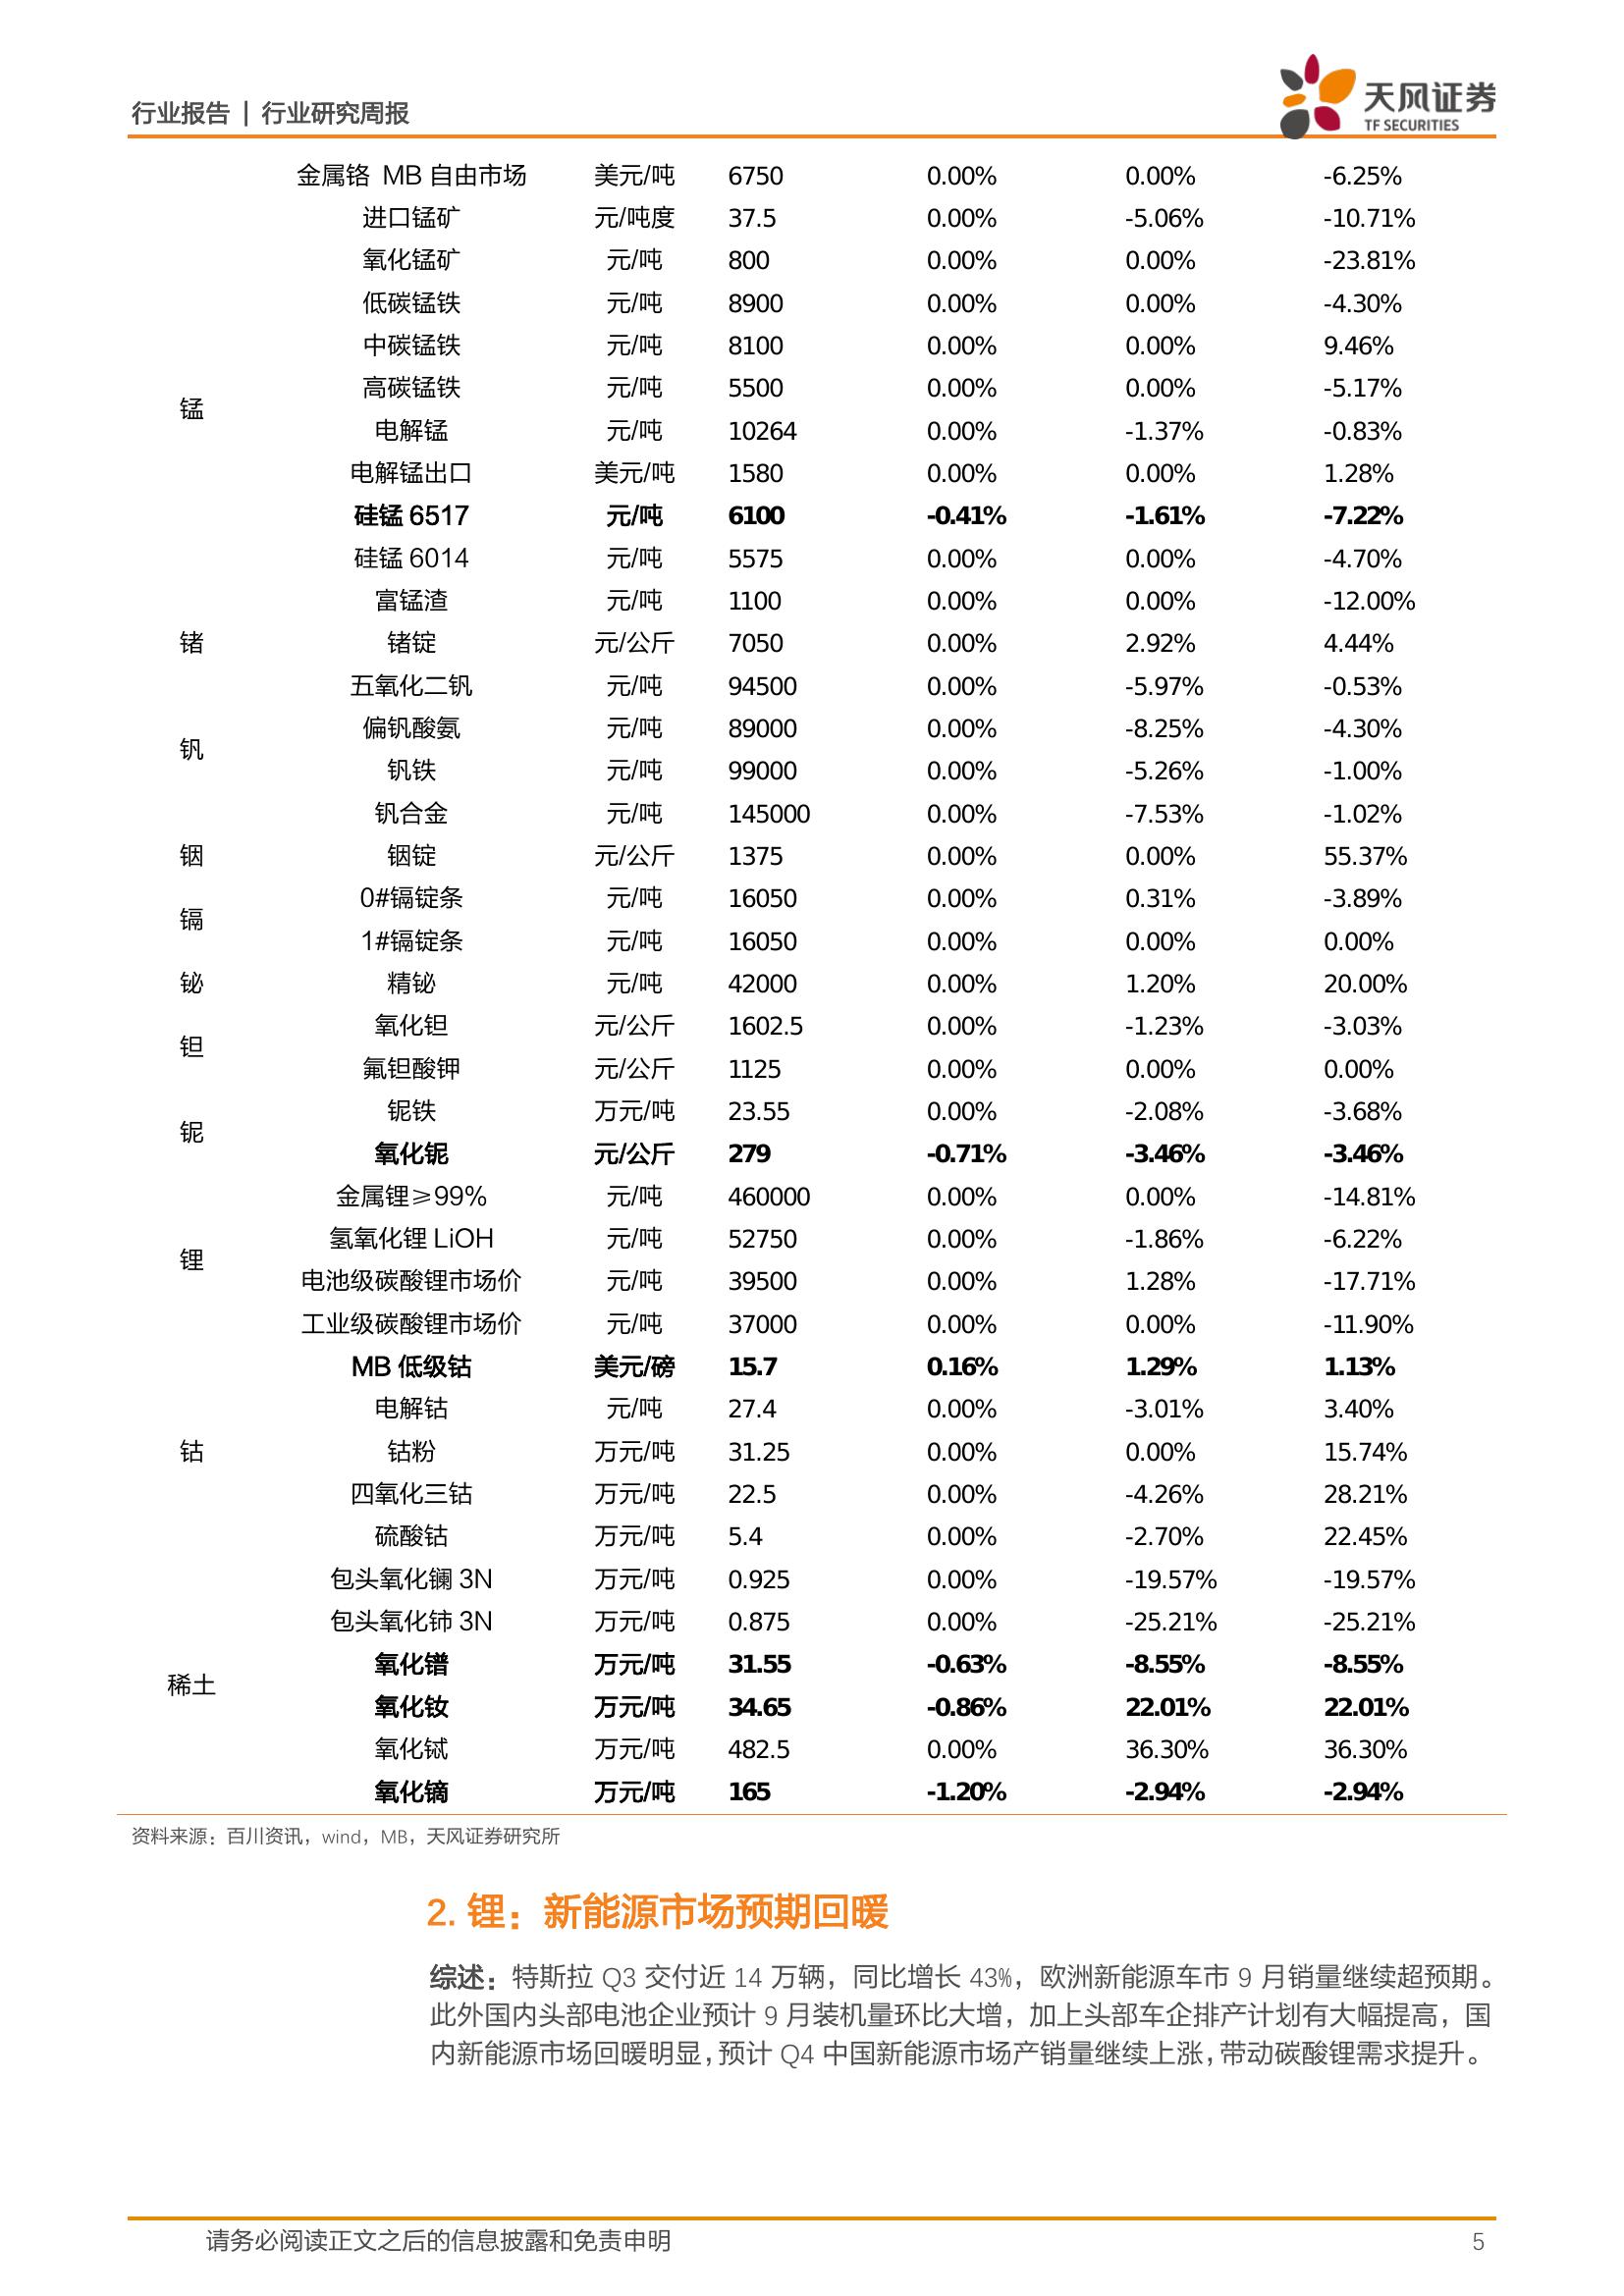 行业报告 | 行业研究周报
天风证券
TF SECURITIES
金属铬 MB 自由市场 美元/吨 6750 0.00% 0.00% -6.25%
进口锰矿 元/吨度 37.5 0.00% -5.06% -10.71%
氧化锰矿 元/吨 800 0.00% 0.00% -23.81%
低碳锰铁 元/吨 8900 0.00% 0.00% -4.30%
中碳锰铁 元/吨 8100 0.00% 0.00% 9.46%
高碳锰铁 元/吨 5500 0.00% 0.00% -5.17%
锰
电解锰 元/吨 10264 0.00% -1.37% -0.83%
电解锰出口 美元/吨 1580 0.00% 0.00% 1.28%
硅锰 6517 元/吨 6100 -0.41% -1.61% -7.22%
硅锰 6014 元/吨 5575 0.00% 0.00% -4.70%
富锰渣 元/吨 1100 0.00% 0.00% -12.00%
锗 锗锭 元/公斤 7050 0.00% 2.92% 4.44%
五氧化二钒 元/吨 94500 0.00% -5.97% -0.53%
偏钒酸氨 元/吨 89000 0.00% -8.25% -4.30%
钒
钒铁 元/吨 99000 0.00% -5.26% -1.00%
钒合金 元/吨 145000 0.00% -7.53% -1.02%
铟 铟锭 元/公斤 1375 0.00% 0.00% 55.37%
0#镉锭条 元/吨 16050 0.00% 0.31% -3.89%
镉
1#镉锭条 元/吨 16050 0.00% 0.00% 0.00%
铋 精铋 元/吨 42000 0.00% 1.20% 20.00%
氧化钽 元/公斤 1602.5 0.00% -1.23% -3.03%
钽
氟钽酸钾 元/公斤 1125 0.00% 0.00% 0.00%
铌铁 万元/吨 23.55 0.00% -2.08% -3.68%
铌
氧化铌 元/公斤 279 -0.71% -3.46% -3.46%
金属锂≥99% 元/吨 460000 0.00% 0.00% -14.81%
氢氧化锂 LiOH 元/吨 52750 0.00% -1.86% -6.22%
锂
电池级碳酸锂市场价 元/吨 39500 0.00% 1.28% -17.71%
工业级碳酸锂市场价 元/吨 37000 0.00% 0.00% -11.90%
MB 低级钴 美元/磅 15.7 0.16% 1.29% 1.13%
电解钴 元/吨 27.4 0.00% -3.01% 3.40%
钴 钴粉 万元/吨 31.25 0.00% 0.00% 15.74%
四氧化三钴 万元/吨 22.5 0.00% -4.26% 28.21%
硫酸钴 万元/吨 5.4 0.00% -2.70% 22.45%
包头氧化镧 3N 万元/吨 0.925 0.00% -19.57% -19.57%
包头氧化铈 3N 万元/吨 0.875 0.00% -25.21% -25.21%
氧化镨 万元/吨 31.55 -0.63% -8.55% -8.55%
稀土
氧化钕 万元/吨 34.65 -0.86% 22.01% 22.01%
氧化铽 万元/吨 482.5 0.00% 36.30% 36.30%
氧化镝 万元/吨 165 -1.20% -2.94% -2.94%
资料来源：百川资讯，wind，MB，天风证券研究所
2. 锂：新能源市场预期回暖
综述：特斯拉 Q3 交付近 14 万辆，同比增长 43%，欧洲新能源车市 9 月销量继续超预期。
此外国内头部电池企业预计 9 月装机量环比大增，加上头部车企排产计划有大幅提高，国
内新能源市场回暖明显，预计 Q4 中国新能源市场产销量继续上涨，带动碳酸锂需求提升。
请务必阅读正文之后的信息披露和免责申明 5